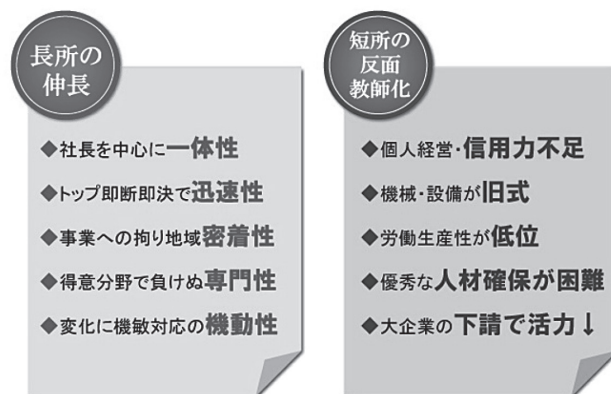 長所の
伸長
◆社長を中心に一体性
◆トップ即断即決で迅速性
◆事業への拘り地域密着性
◆得意分野で負けぬ専門性
◆変化に機敏対応の機動性
短所の
反面
教師化
◆個人経営・信用力不足
◆機械・設備が旧式
◆労働生産性が低位
◆優秀な人材確保が困難
◆大企業の下請で活力↓